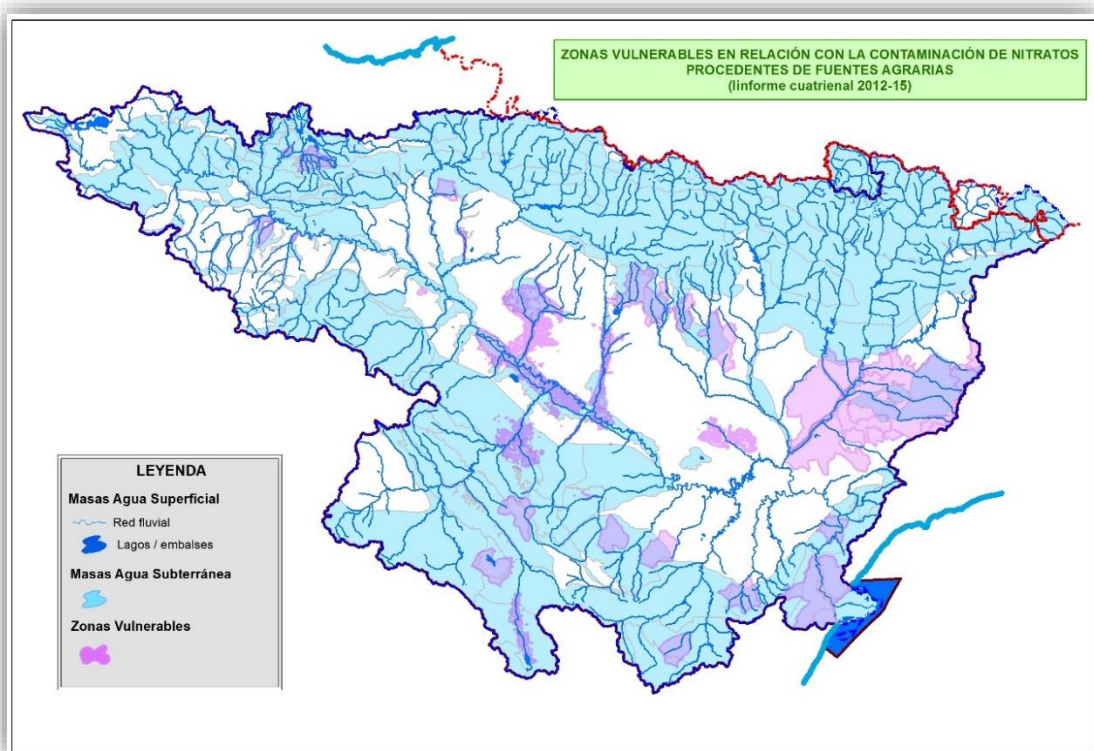 ZONAS VULNERABLES EN RELACIÓN CON LA CONTAMINACIÓN DE NITRATOS
PROCEDENTES DE FUENTES AGRARIAS
(linforme cuatrienal 2012-15)
LEYENDA
Masas Agua Superficial
Red fluvial
Lagos / embalses
Masas Agua Subterránea
Zonas Vulnerables